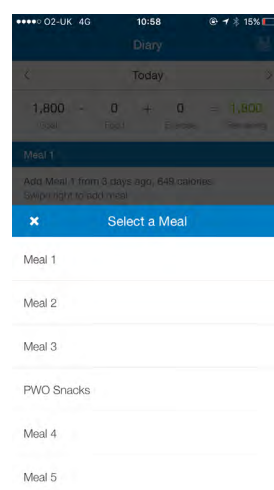 O2-UK 4G 10:58 15%
Diary
Today
1,800 - 0 + 0 = 1,800
Goal Food Exercise Remaining
Meal 1
Add Meal 1 from 3 days ago, 649 calories.
Swipe right to add meal.
Select a Meal
Meal 1
Meal 2
Meal 3
PWO Snacks
Meal 4
Meal 5